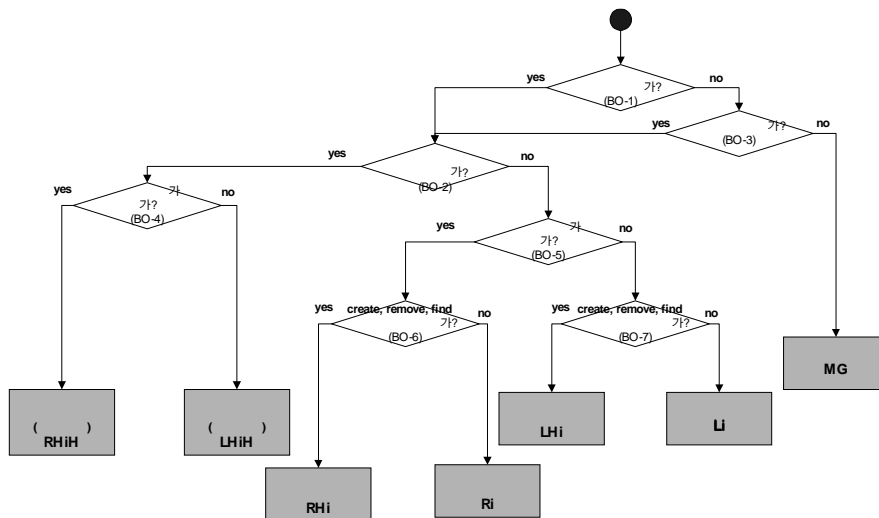 yes
가?
(BO-1)
no
yes
가?
(BO-3)
no
yes
가?
(BO-2)
no
yes
가
가?
(BO-4)
no
yes
가
가?
(BO-5)
no
yes
create, remove, find
가?
(BO-6)
no
yes
create, remove, find
가?
(BO-7)
no
MG
( )
RHiH
( )
LHiH
LHi
Li
RHi
Ri